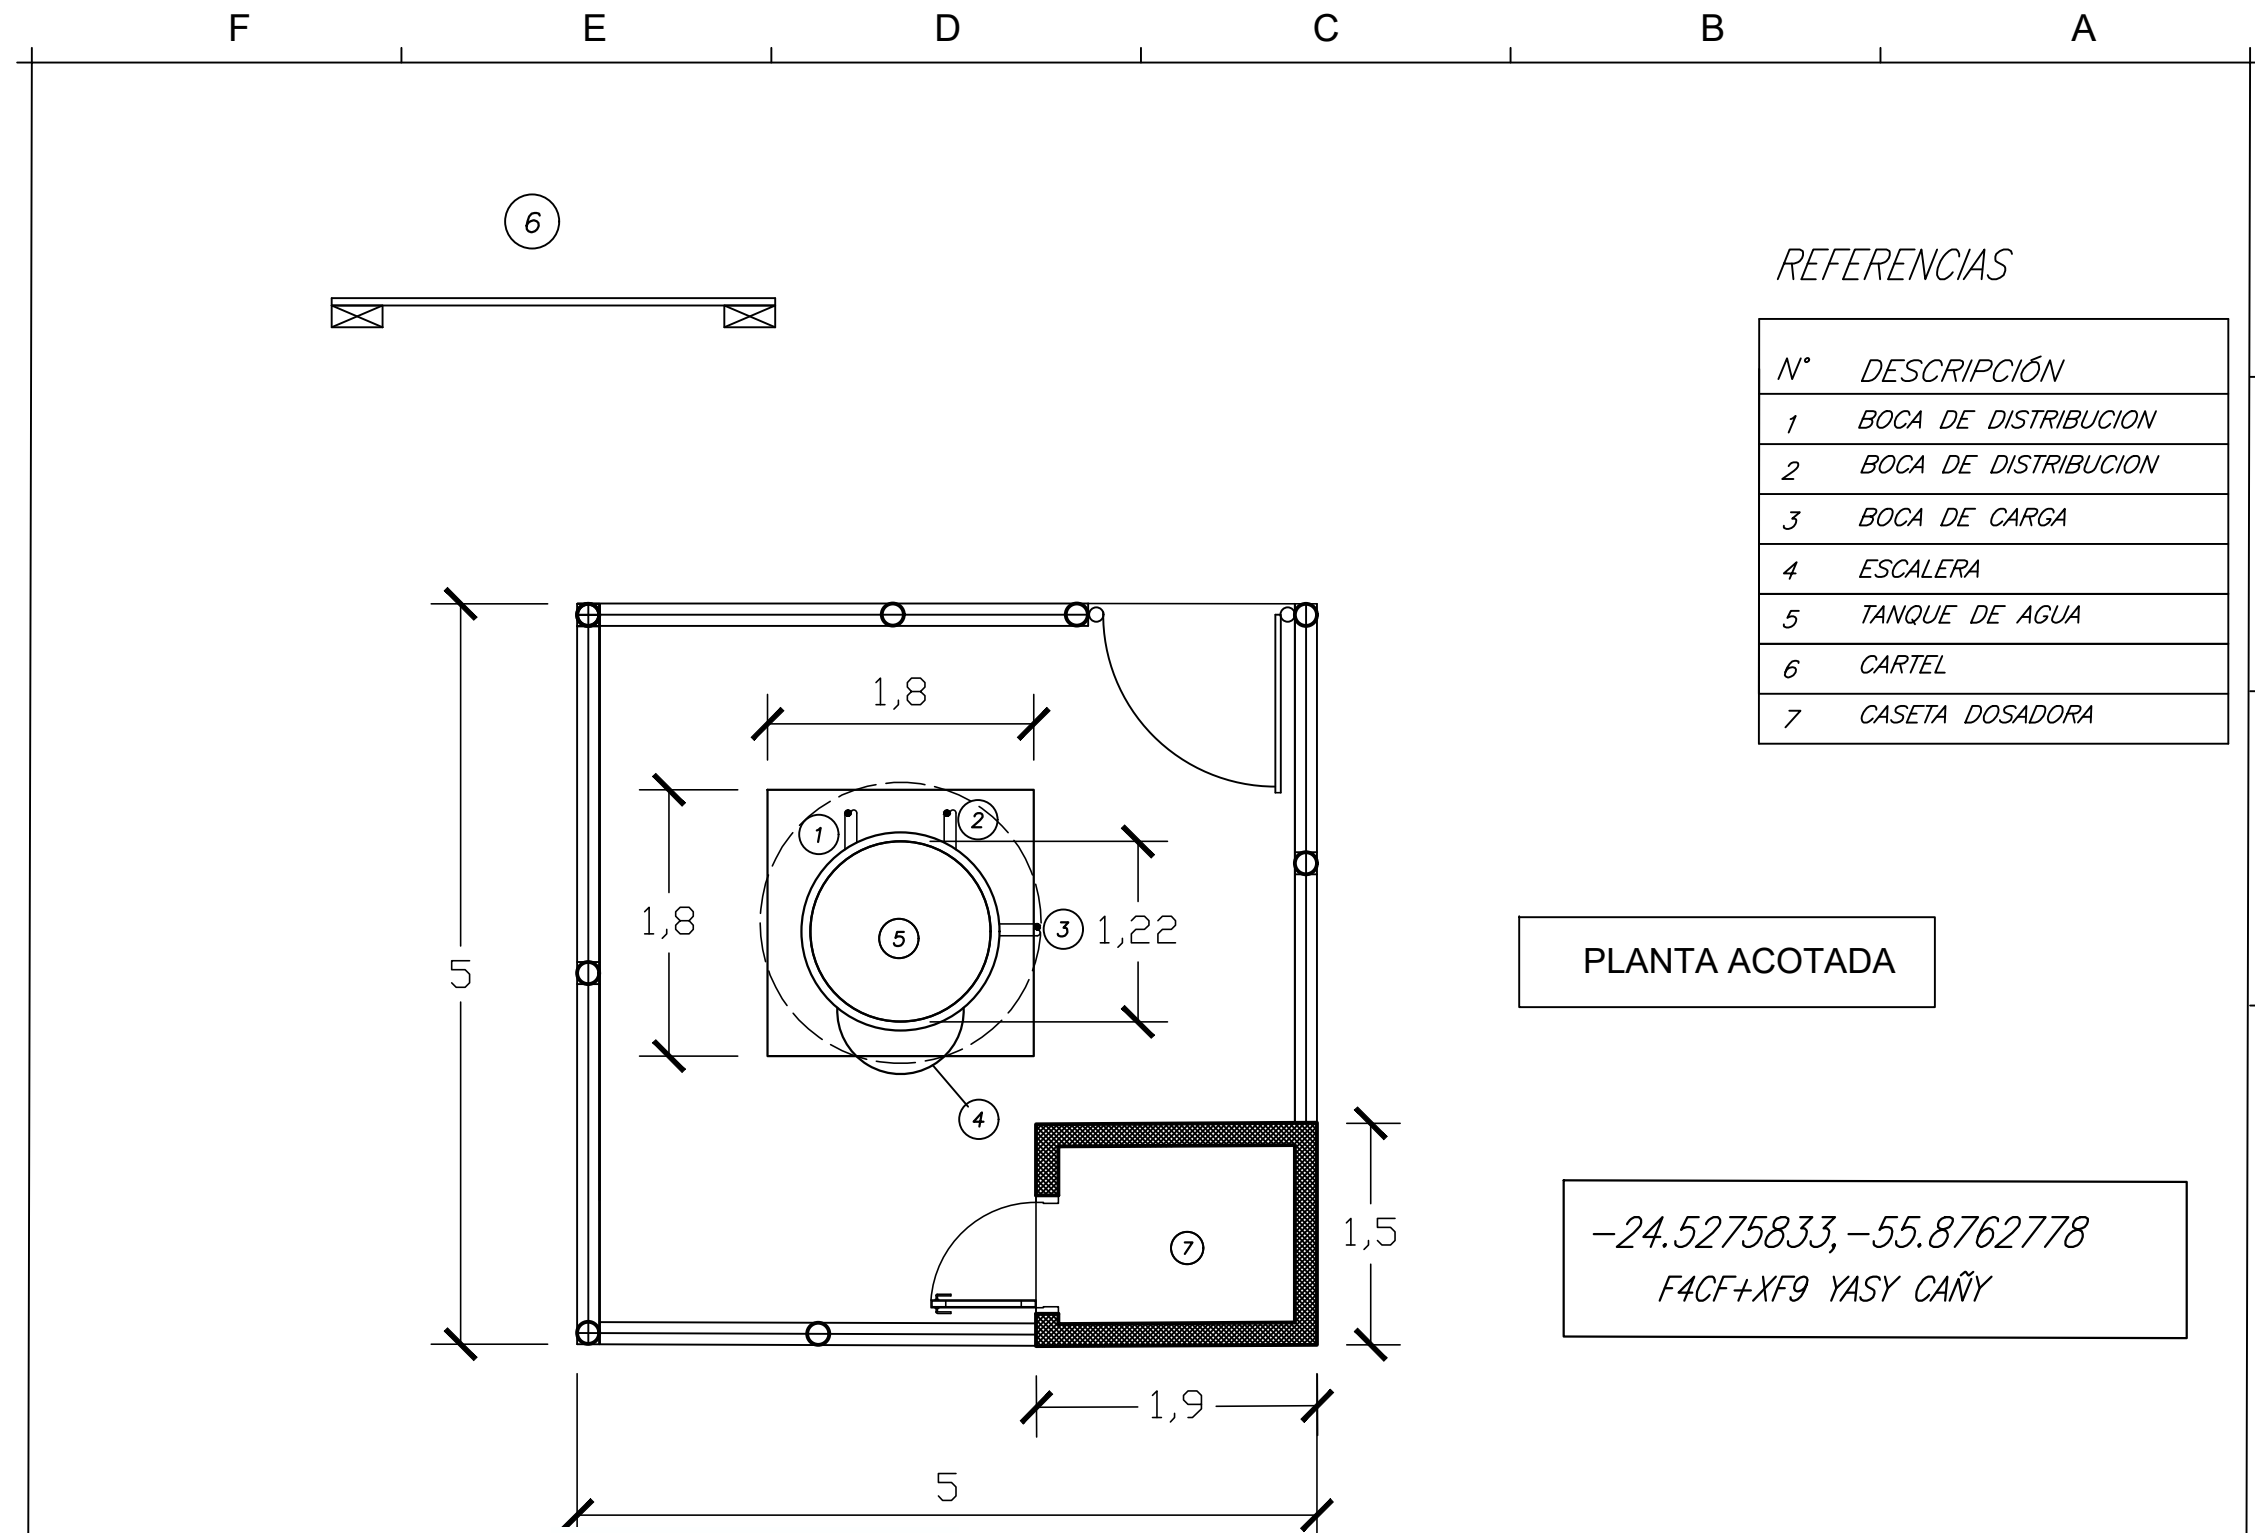 F E D C B A
6
REFERENCIAS
N° DESCRIPCIÓN
1 BOCA DE DISTRIBUCION
2 BOCA DE DISTRIBUCION
3 BOCA DE CARGA
4 ESCALERA
5 TANQUE DE AGUA
6 CARTEL
7 CASETA DOSADORA
1,8
1
2
1,8
5
3
1,22
5
4
PLANTA ACOTADA
7
1,5
-24.5275833,-55.8762778
F4CF+XF9 YASY CAÑY
1,9
5